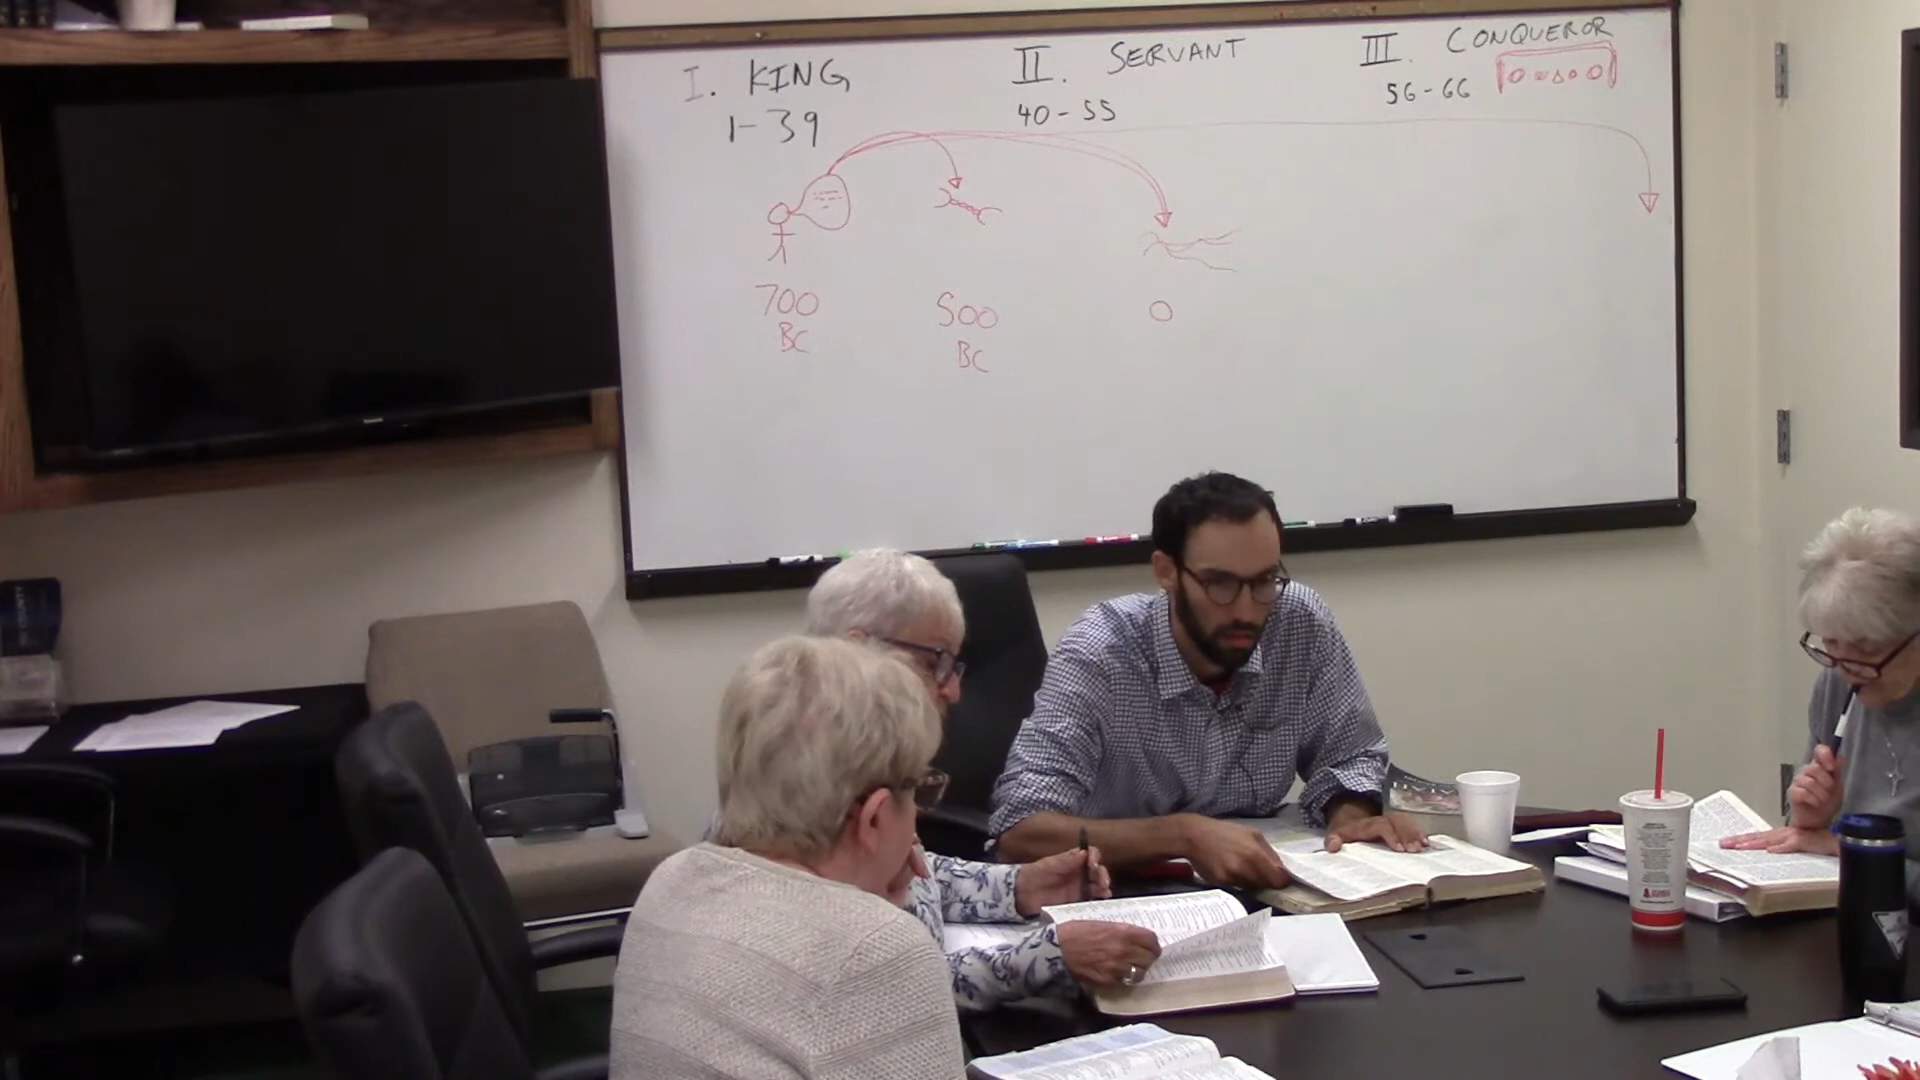 I. KING
1-39
II. SERVANT
40-55
III. CONQUEROR
56-66
700
BC
500
BC
0